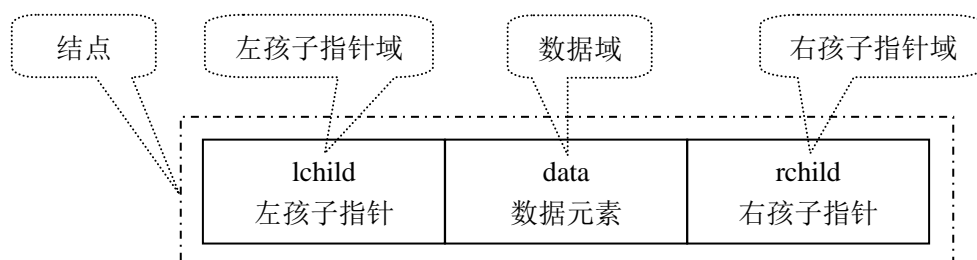 结点
左孩子指针域
数据域
右孩子指针域
lchild
data
rchild
左孩子指针
数据元素
右孩子指针